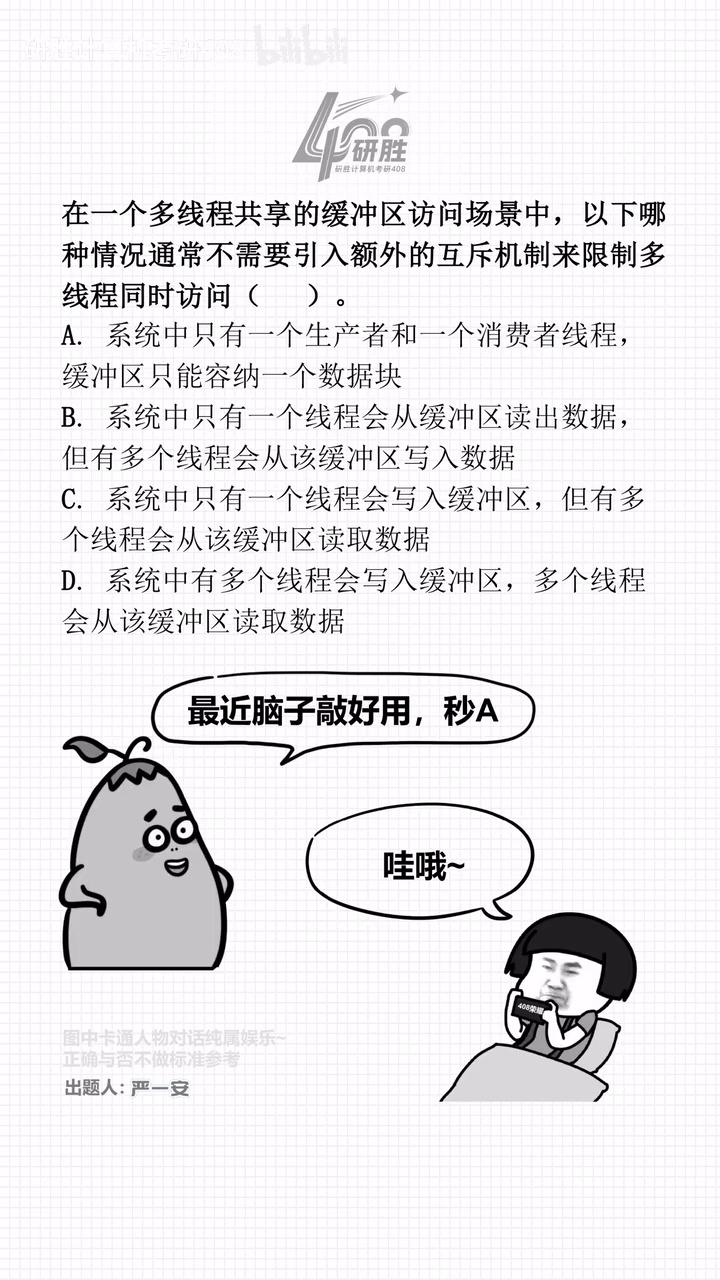 bilibili
408
研胜
研胜计算机考研408
在一个多线程共享的缓冲区访问场景中，以下哪
种情况通常不需要引入额外的互斥机制来限制多
线程同时访问（　　）。
A. 系统中只有一个生产者和一个消费者线程，
缓冲区只能容纳一个数据块
B. 系统中只有一个线程会从缓冲区读出数据，
但有多个线程会从该缓冲区写入数据
C. 系统中只有一个线程会写入缓冲区，但有多
个线程会从该缓冲区读取数据
D. 系统中有多个线程会写入缓冲区，多个线程
会从该缓冲区读取数据
最近脑子敲好用，秒A
哇哦~
408荣耀
图中卡通人物对话纯属娱乐~
正确与否不做标准参考
出题人：严一安